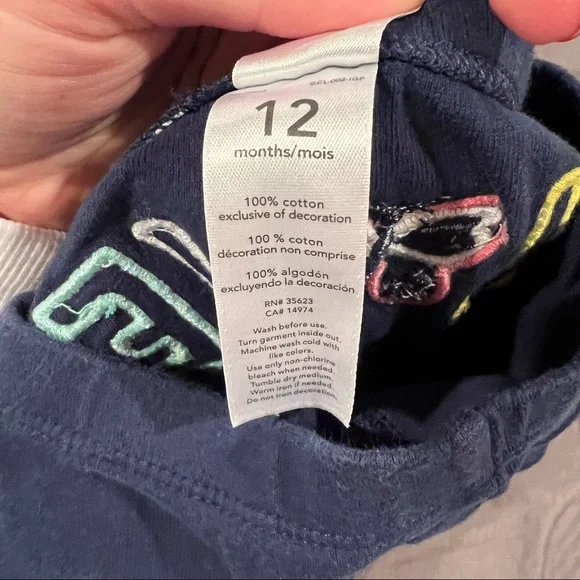 12
months/mois
100% cotton
exclusive of decoration
100 % coton
décoration non comprise
100% algodón
excluyendo la decoración
RN# 35623
CA# 14974
Wash before use.
Turn garment inside out.
Machine wash cold with
like colors.
Use only non-chlorine
bleach when needed.
Tumble dry medium.
Warm iron if needed.
Do not iron decoration.